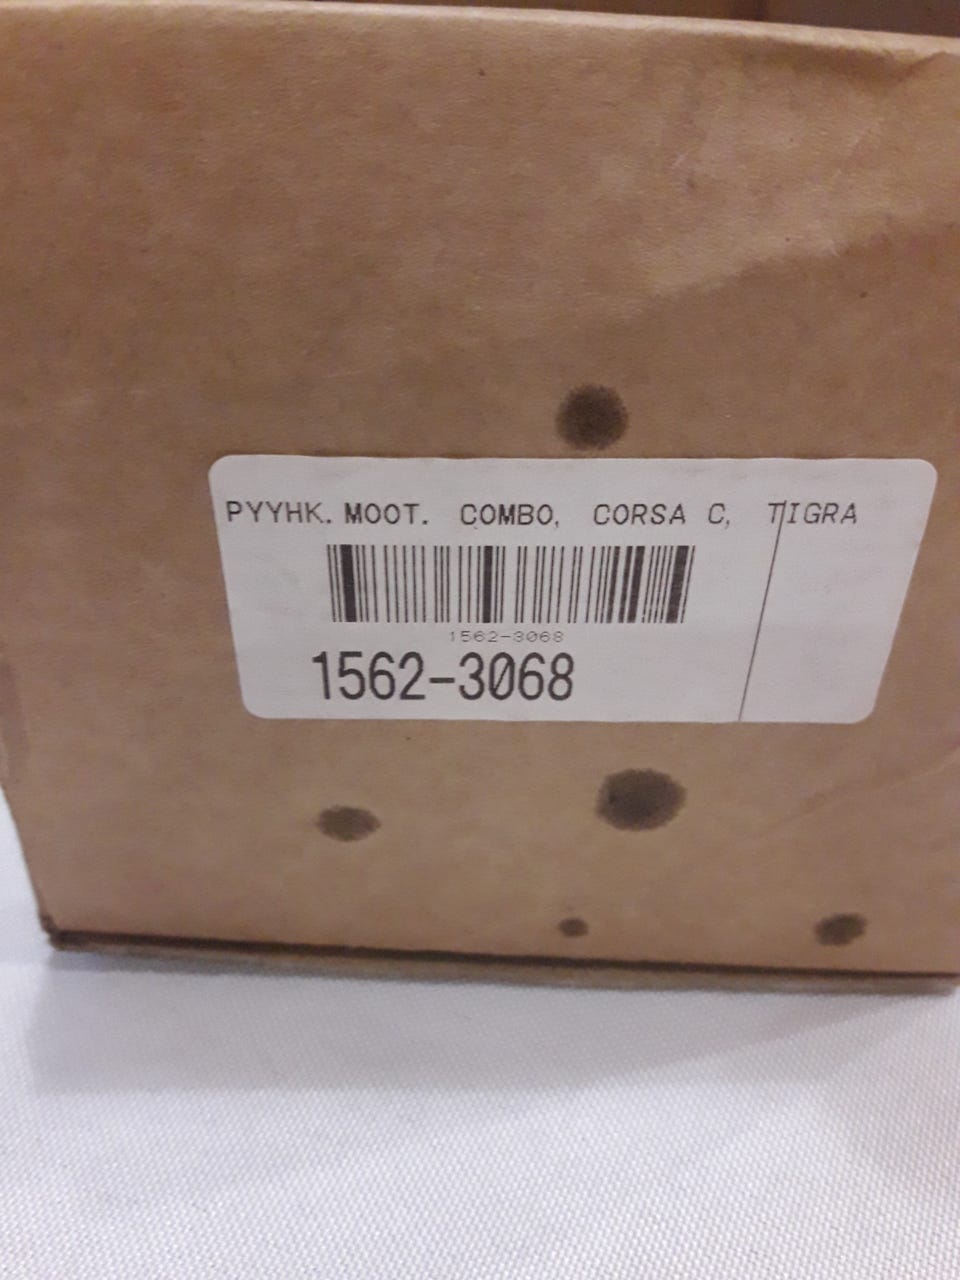 PYYHK. MOOT. COMBO, CORSA C, TIGRA
1562-3068
1562-3068